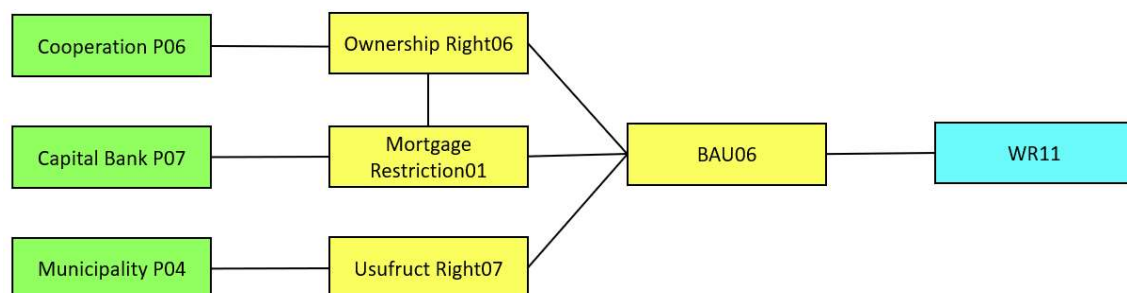 Cooperation P06
Ownership Right06
Capital Bank P07
Mortgage
Restriction01
BAU06
WR11
Municipality P04
Usufruct Right07